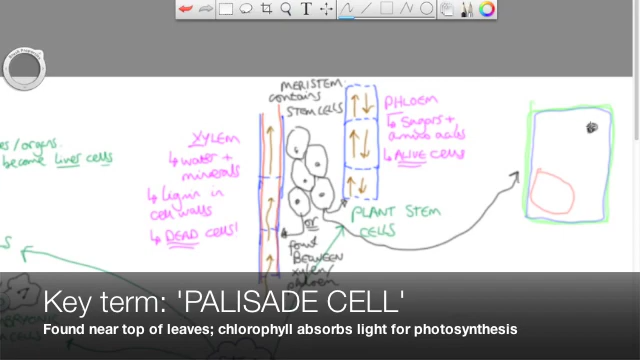 MERISTEM:
contains
STEM CELLS
PHLOEM
↳ Sugars +
amino acids
↳ ALIVE cells
XYLEM
↳ water +
minerals
↳ Lignin in
cell walls
↳ DEAD cells!
es/organs.
become liver cells
or
PLANT STEM
CELLS
found
BETWEEN
xylem/
S
Key term: 'PALISADE CELL'
Found near top of leaves; chlorophyll absorbs light for photosynthesis